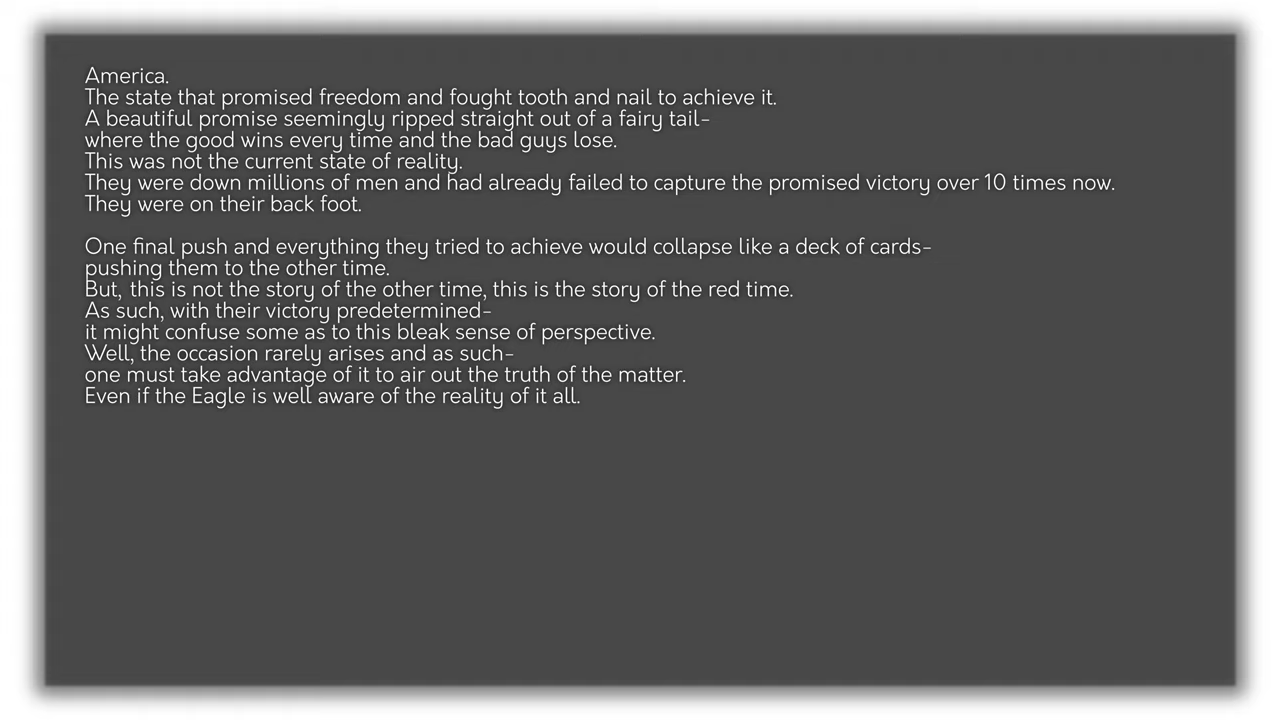 America.
The state that promised freedom and fought tooth and nail to achieve it.
A beautiful promise seemingly ripped straight out of a fairy tail-
where the good wins every time and the bad guys lose.
This was not the current state of reality.
They were down millions of men and had already failed to capture the promised victory over 10 times now.
They were on their back foot.
One final push and everything they tried to achieve would collapse like a deck of cards-
pushing them to the other time.
But, this is not the story of the other time, this is the story of the red time.
As such, with their victory predetermined-
it might confuse some as to this bleak sense of perspective.
Well, the occasion rarely arises and as such-
one must take advantage of it to air out the truth of the matter.
Even if the Eagle is well aware of the reality of it all.